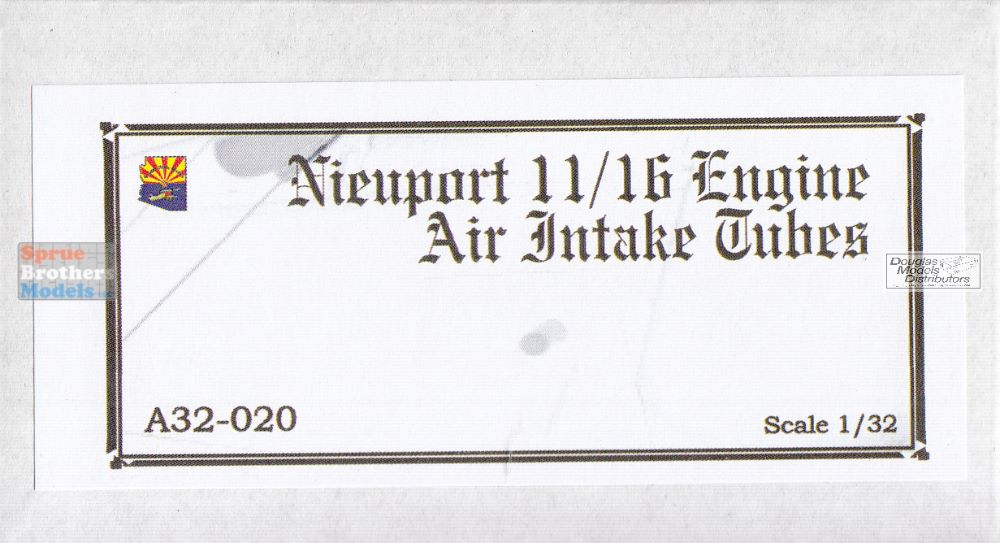 Nieuport 11/16 Engine
Air Intake Tubes
Sprue
Brothers
Models
Douglas
Models
Distributors
A32-020
Scale 1/32